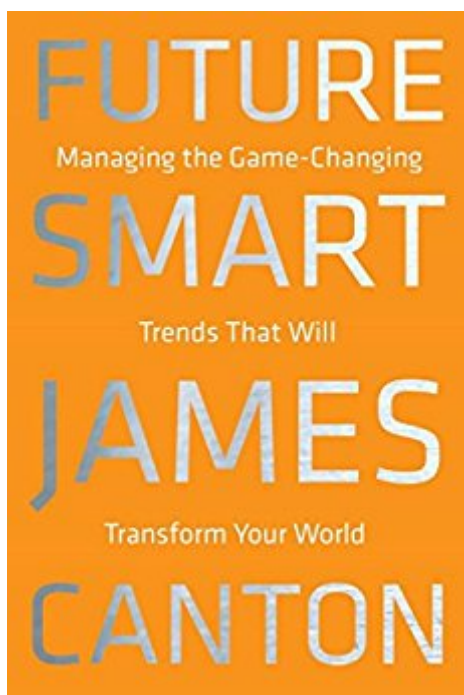 FUTURE
Managing the Game-Changing
SMART
Trends That Will
JAMES
Transform Your World
CANTON